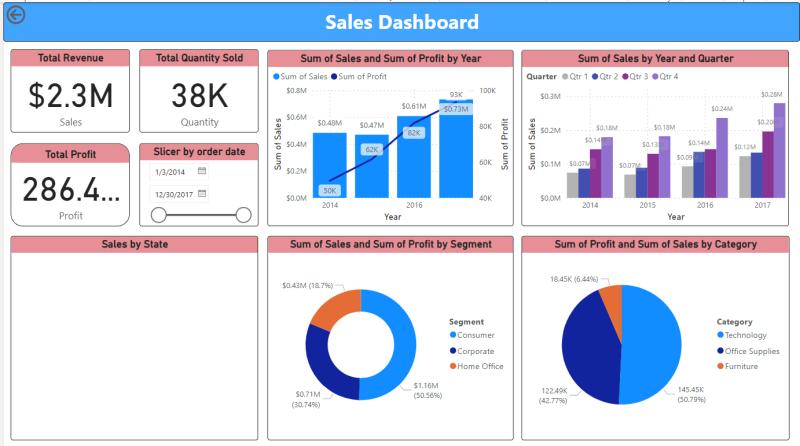 Sales Dashboard
Total Revenue
$2.3M
Sales
Total Quantity Sold
38K
Quantity
Total Profit
286.4...
Profit
Slicer by order date
1/3/2014
12/30/2017
Sum of Sales and Sum of Profit by Year
Sum of Sales
Sum of Profit
Sum of Sales
$0.8M
$0.6M
$0.4M
$0.2M
$0.0M
$0.48M
$0.47M
$0.61M
$0.73M
50K
62K
82K
93K
100K
80K
60K
40K
Sum of Profit
2014
2016
Year
Sum of Sales by Year and Quarter
Quarter
Qtr 1
Qtr 2
Qtr 3
Qtr 4
Sum of Sales
$0.3M
$0.2M
$0.1M
$0.0M
$0.07M
$0.18M
$0.13M
$0.18M
$0.14M
$0.24M
$0.12M
$0.28M
2014
2015
2016
2017
Year
Sales by State
Sum of Sales and Sum of Profit by Segment
$0.43M (18.7%)
$0.71M
(30.74%)
$1.16M
(50.56%)
Segment
Consumer
Corporate
Home Office
Sum of Profit and Sum of Sales by Category
18.45K (6.44%)
122.49K
(42.77%)
145.45K
(50.79%)
Category
Technology
Office Supplies
Furniture